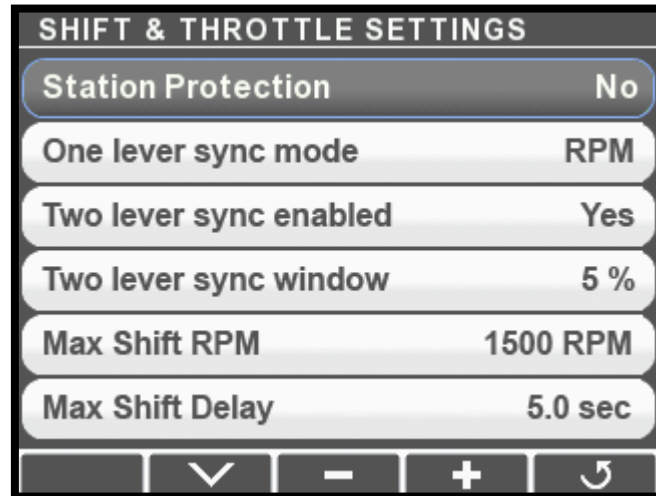 SHIFT & THROTTLE SETTINGS
Station Protection No
One lever sync mode RPM
Two lever sync enabled Yes
Two lever sync window 5 %
Max Shift RPM 1500 RPM
Max Shift Delay 5.0 sec